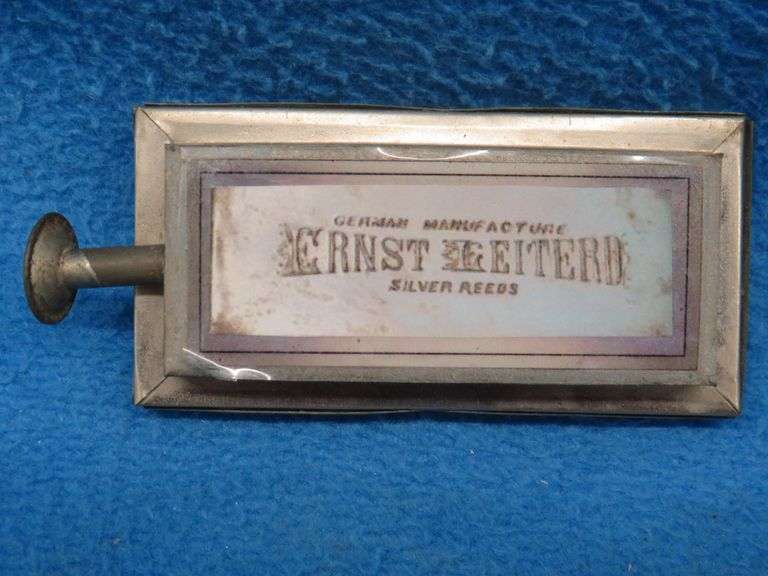 GERMAN MANUFACTURE
ERNST LEITERD
SILVER REEDS